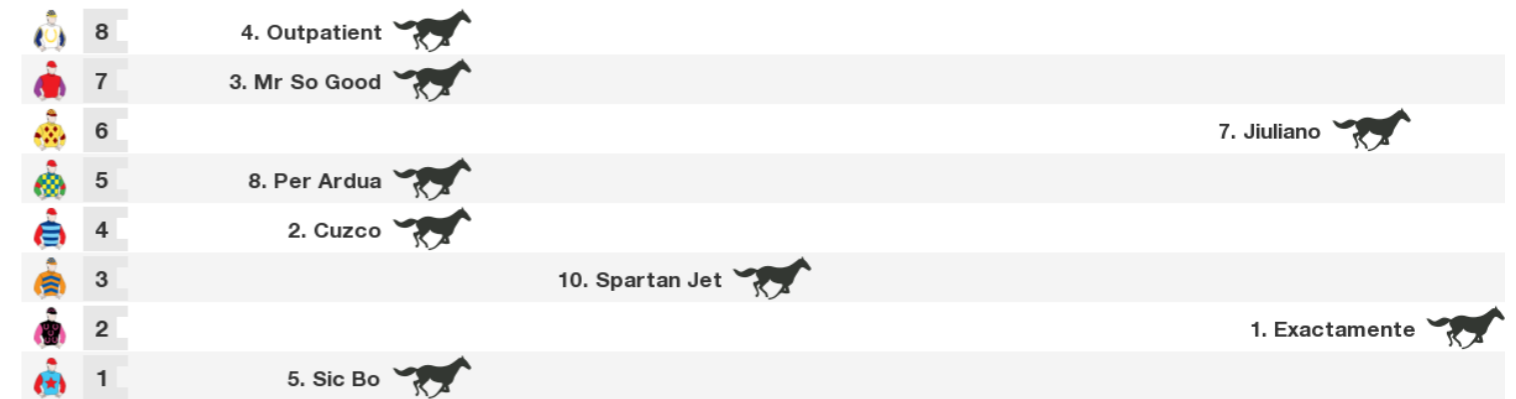 8 4. Outpatient
7 3. Mr So Good
6 7. Jiuliano
5 8. Per Ardua
4 2. Cuzco
3 10. Spartan Jet
2 1. Exactamente
1 5. Sic Bo